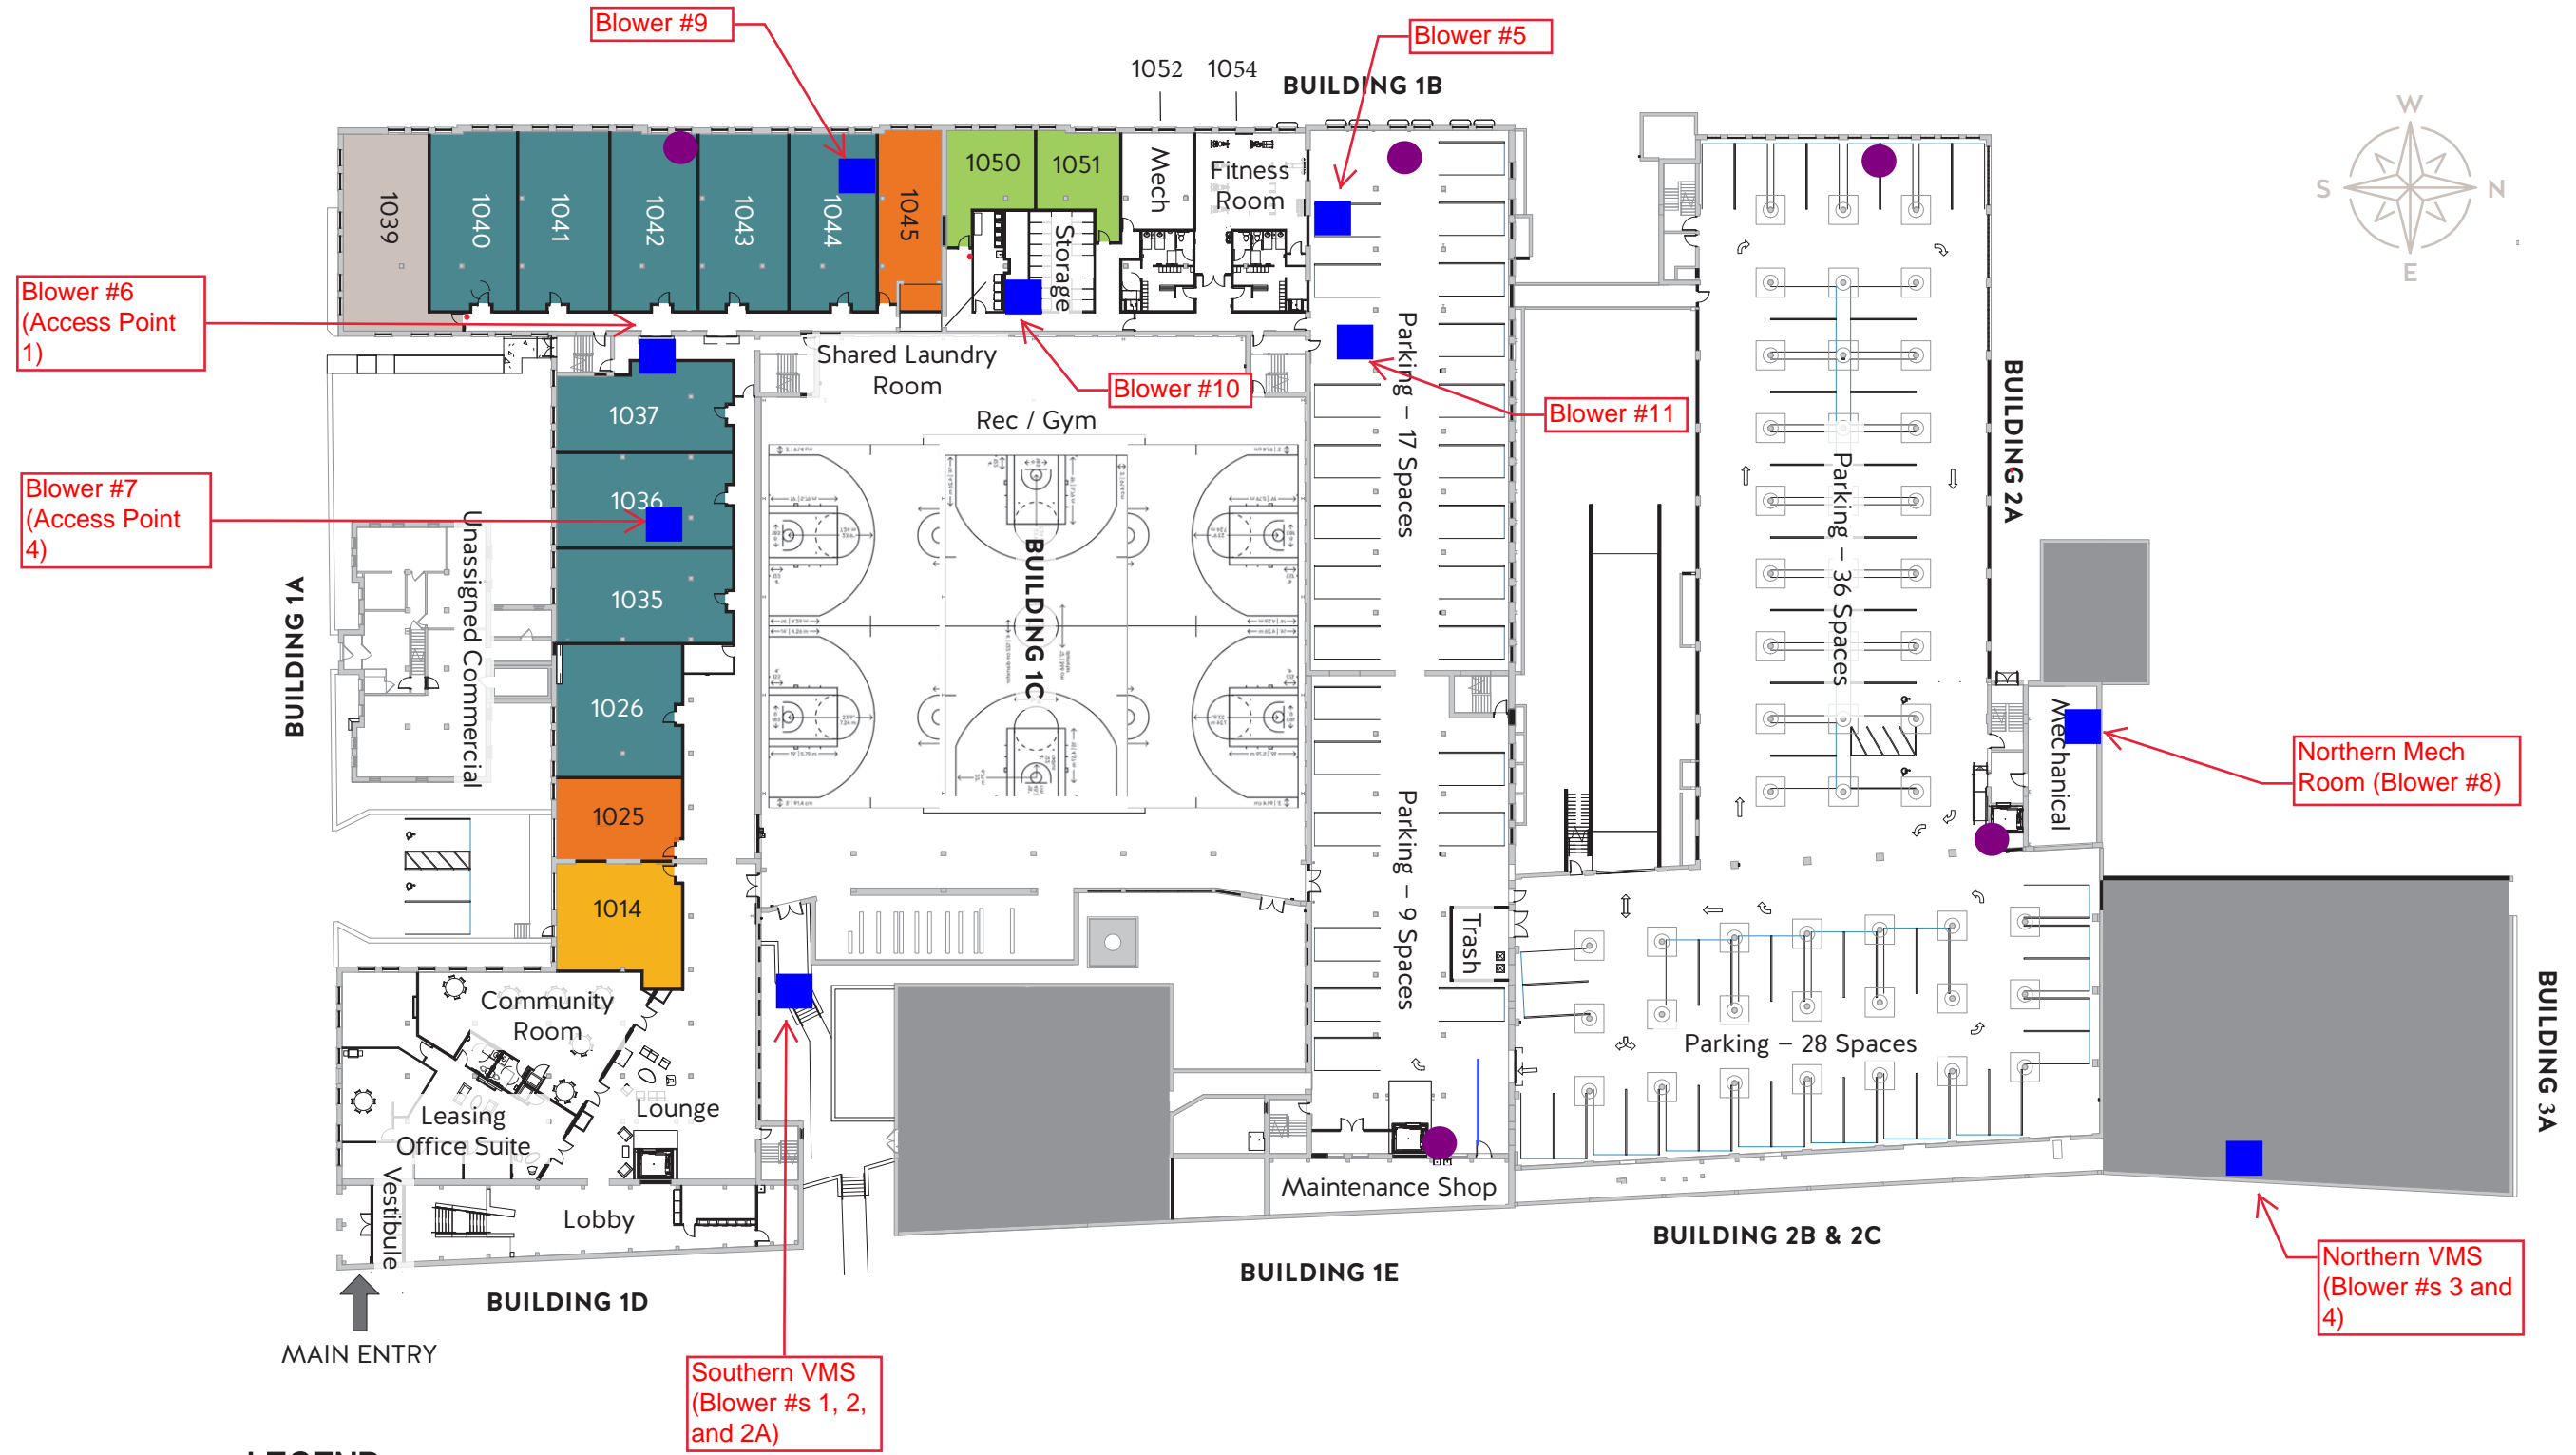 Blower #9
Blower #5
1052
1054
BUILDING 1B
W
S
N
E
1039
1040
1041
1042
1043
1044
1045
1050
1051
Mech
Fitness
Room
Storage
Blower #6
(Access Point
1)
Shared Laundry
Room
Blower #10
Blower #11
Rec / Gym
1037
1036
1035
1026
1025
1014
Blower #7
(Access Point
4)
BUILDING 1A
Unassigned Commercial
BUILDING 1C
Parking – 17 Spaces
Parking – 36 Spaces
BUILDING 2A
Mechanical
Northern Mech
Room (Blower #8)
Parking – 9 Spaces
Trash
Parking – 28 Spaces
BUILDING 3A
Community
Room
Leasing
Office Suite
Lounge
Vestibule
Lobby
Maintenance Shop
BUILDING 2B & 2C
BUILDING 1E
BUILDING 1D
MAIN ENTRY
Northern VMS
(Blower #s 3 and
4)
Southern VMS
(Blower #s 1, 2,
and 2A)
LEGEND